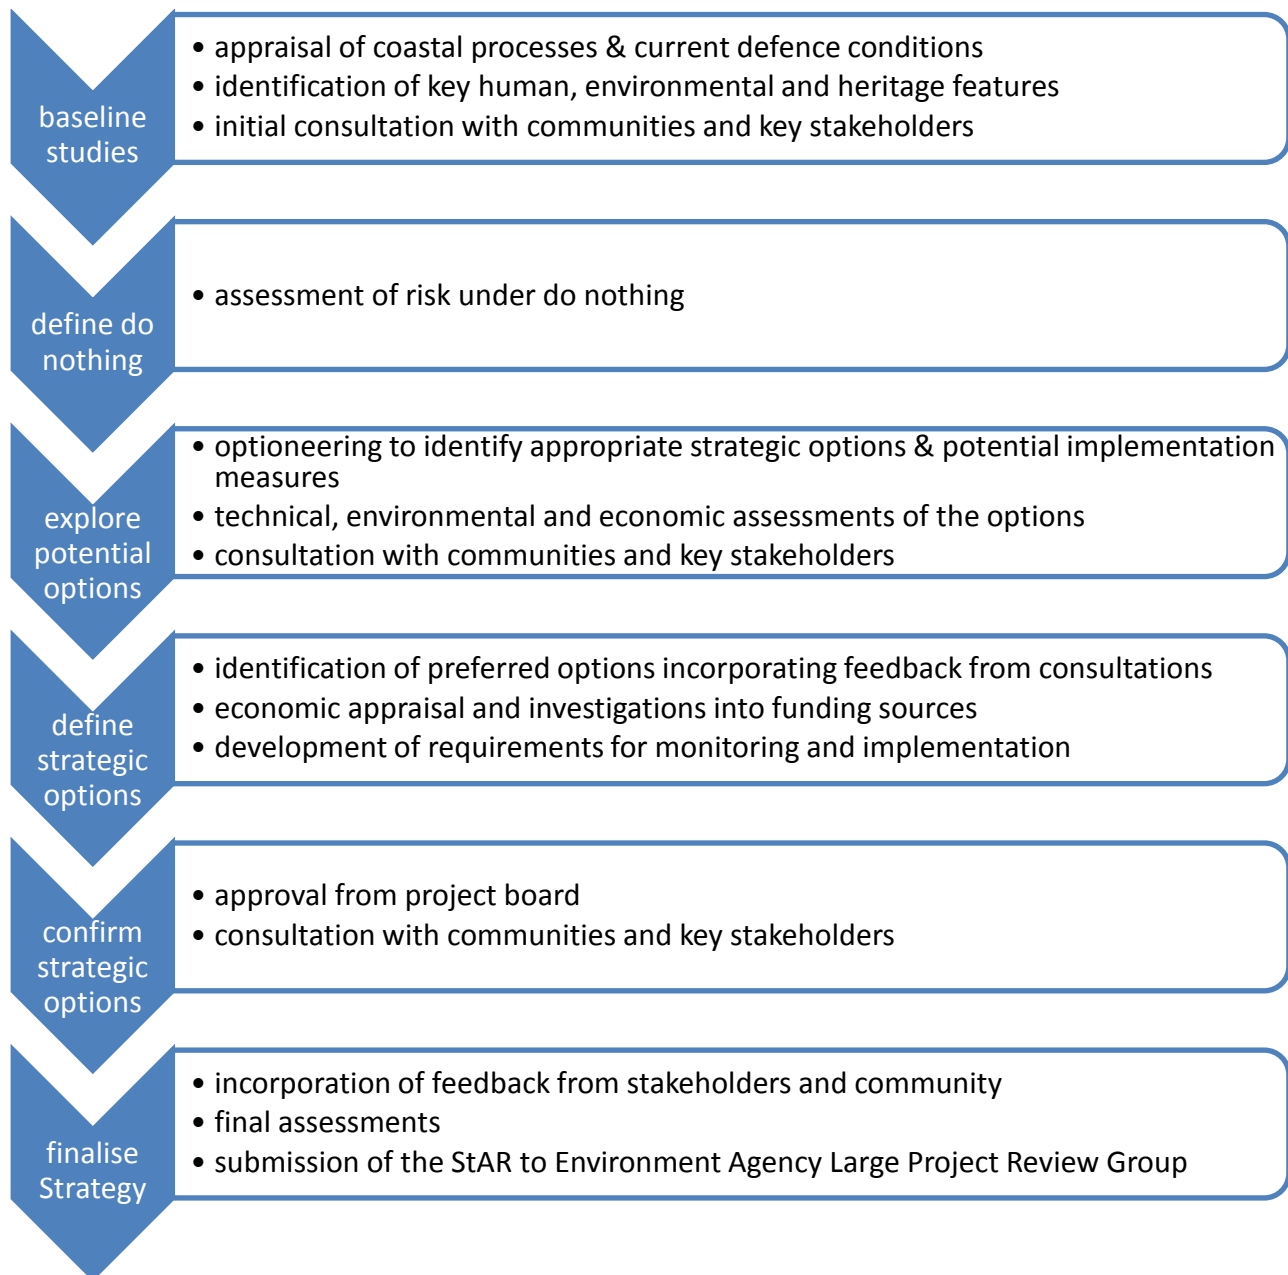 baseline
studies
• appraisal of coastal processes & current defence conditions
• identification of key human, environmental and heritage features
• initial consultation with communities and key stakeholders
define do
nothing
• assessment of risk under do nothing
explore
potential
options
• optioneering to identify appropriate strategic options & potential implementation
measures
• technical, environmental and economic assessments of the options
• consultation with communities and key stakeholders
define
strategic
options
• identification of preferred options incorporating feedback from consultations
• economic appraisal and investigations into funding sources
• development of requirements for monitoring and implementation
confirm
strategic
options
• approval from project board
• consultation with communities and key stakeholders
finalise
Strategy
• incorporation of feedback from stakeholders and community
• final assessments
• submission of the StAR to Environment Agency Large Project Review Group